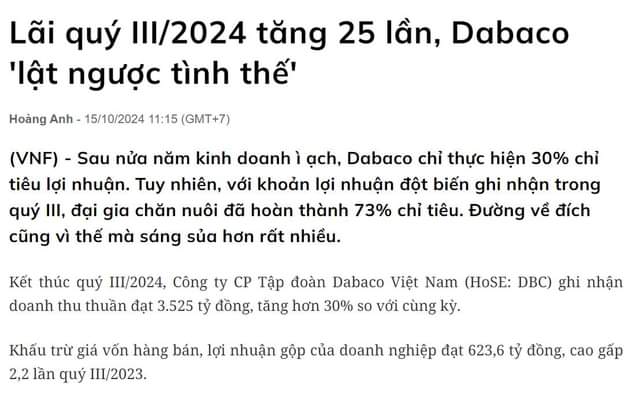 Lãi quý III/2024 tăng 25 lần, Dabaco
'lật ngược tình thế'
Hoàng Anh - 15/10/2024 11:15 (GMT+7)
(VNF) - Sau nửa năm kinh doanh ì ạch, Dabaco chỉ thực hiện 30% chỉ
tiêu lợi nhuận. Tuy nhiên, với khoản lợi nhuận đột biến ghi nhận trong
quý III, đại gia chăn nuôi đã hoàn thành 73% chỉ tiêu. Đường về đích
cũng vì thế mà sáng sủa hơn rất nhiều.
Kết thúc quý III/2024, Công ty CP Tập đoàn Dabaco Việt Nam (HoSE: DBC) ghi nhận
doanh thu thuần đạt 3.525 tỷ đồng, tăng hơn 30% so với cùng kỳ.
Khấu trừ giá vốn hàng bán, lợi nhuận gộp của doanh nghiệp đạt 623,6 tỷ đồng, cao gấp
2,2 lần quý III/2023.